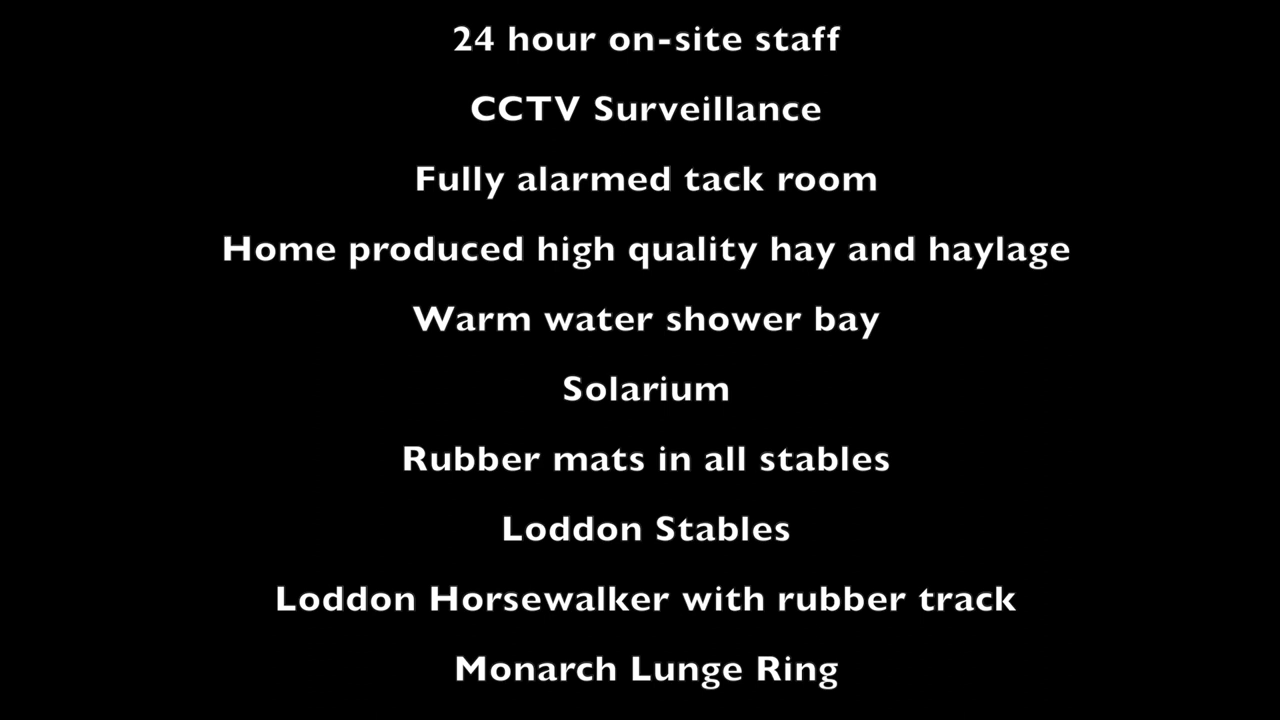 24 hour on-site staff
CCTV Surveillance
Fully alarmed tack room
Home produced high quality hay and haylage
Warm water shower bay
Solarium
Rubber mats in all stables
Loddon Stables
Loddon Horsewalker with rubber track
Monarch Lunge Ring